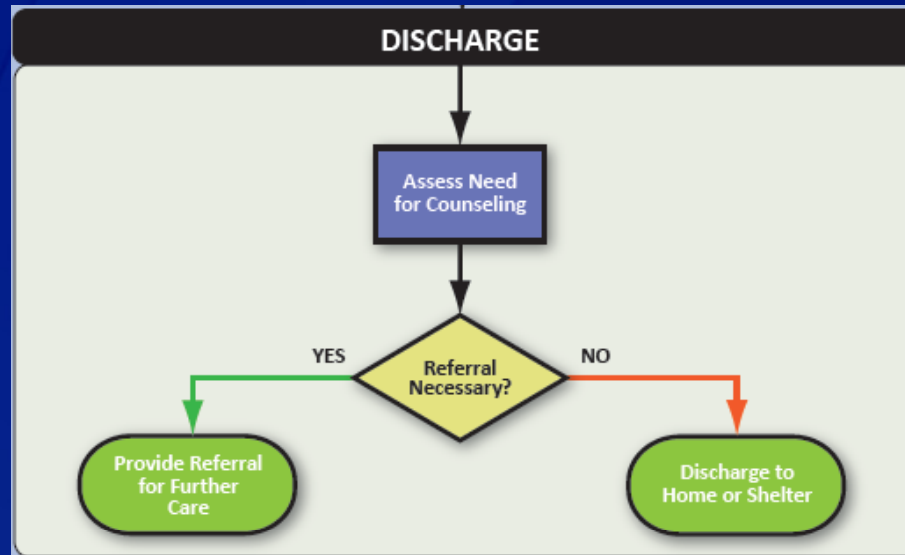 DISCHARGE
Assess Need
for Counseling
YES
Referral
Necessary?
NO
Provide Referral
for Further
Care
Discharge to
Home or Shelter